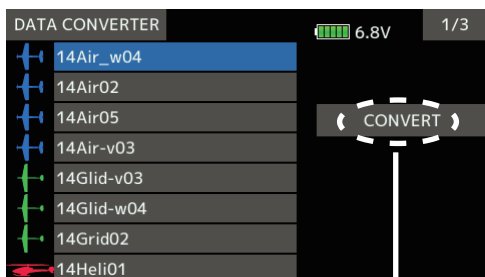 DATA CONVERTER
6.8V
1/3
14Air_w04
14Air02
14Air05
14Air-v03
14Glid-v03
14Glid-w04
14Grid02
14Heli01
CONVERT